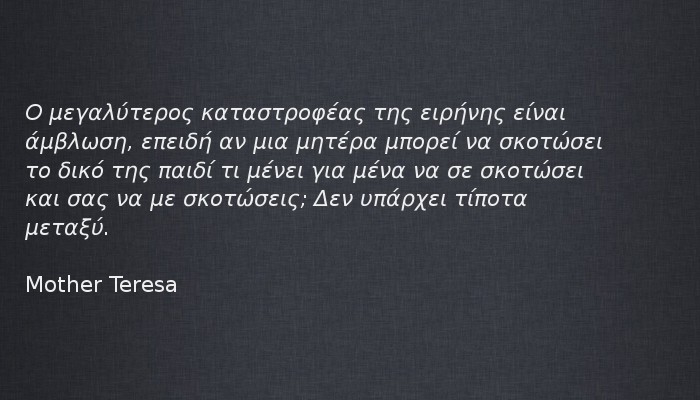 Ο μεγαλύτερος καταστροφέας της ειρήνης είναι
άμβλωση, επειδή αν μια μητέρα μπορεί να σκοτώσει
το δικό της παιδί τι μένει για μένα να σε σκοτώσει
και σας να με σκοτώσεις; Δεν υπάρχει τίποτα
μεταξύ.
Mother Teresa